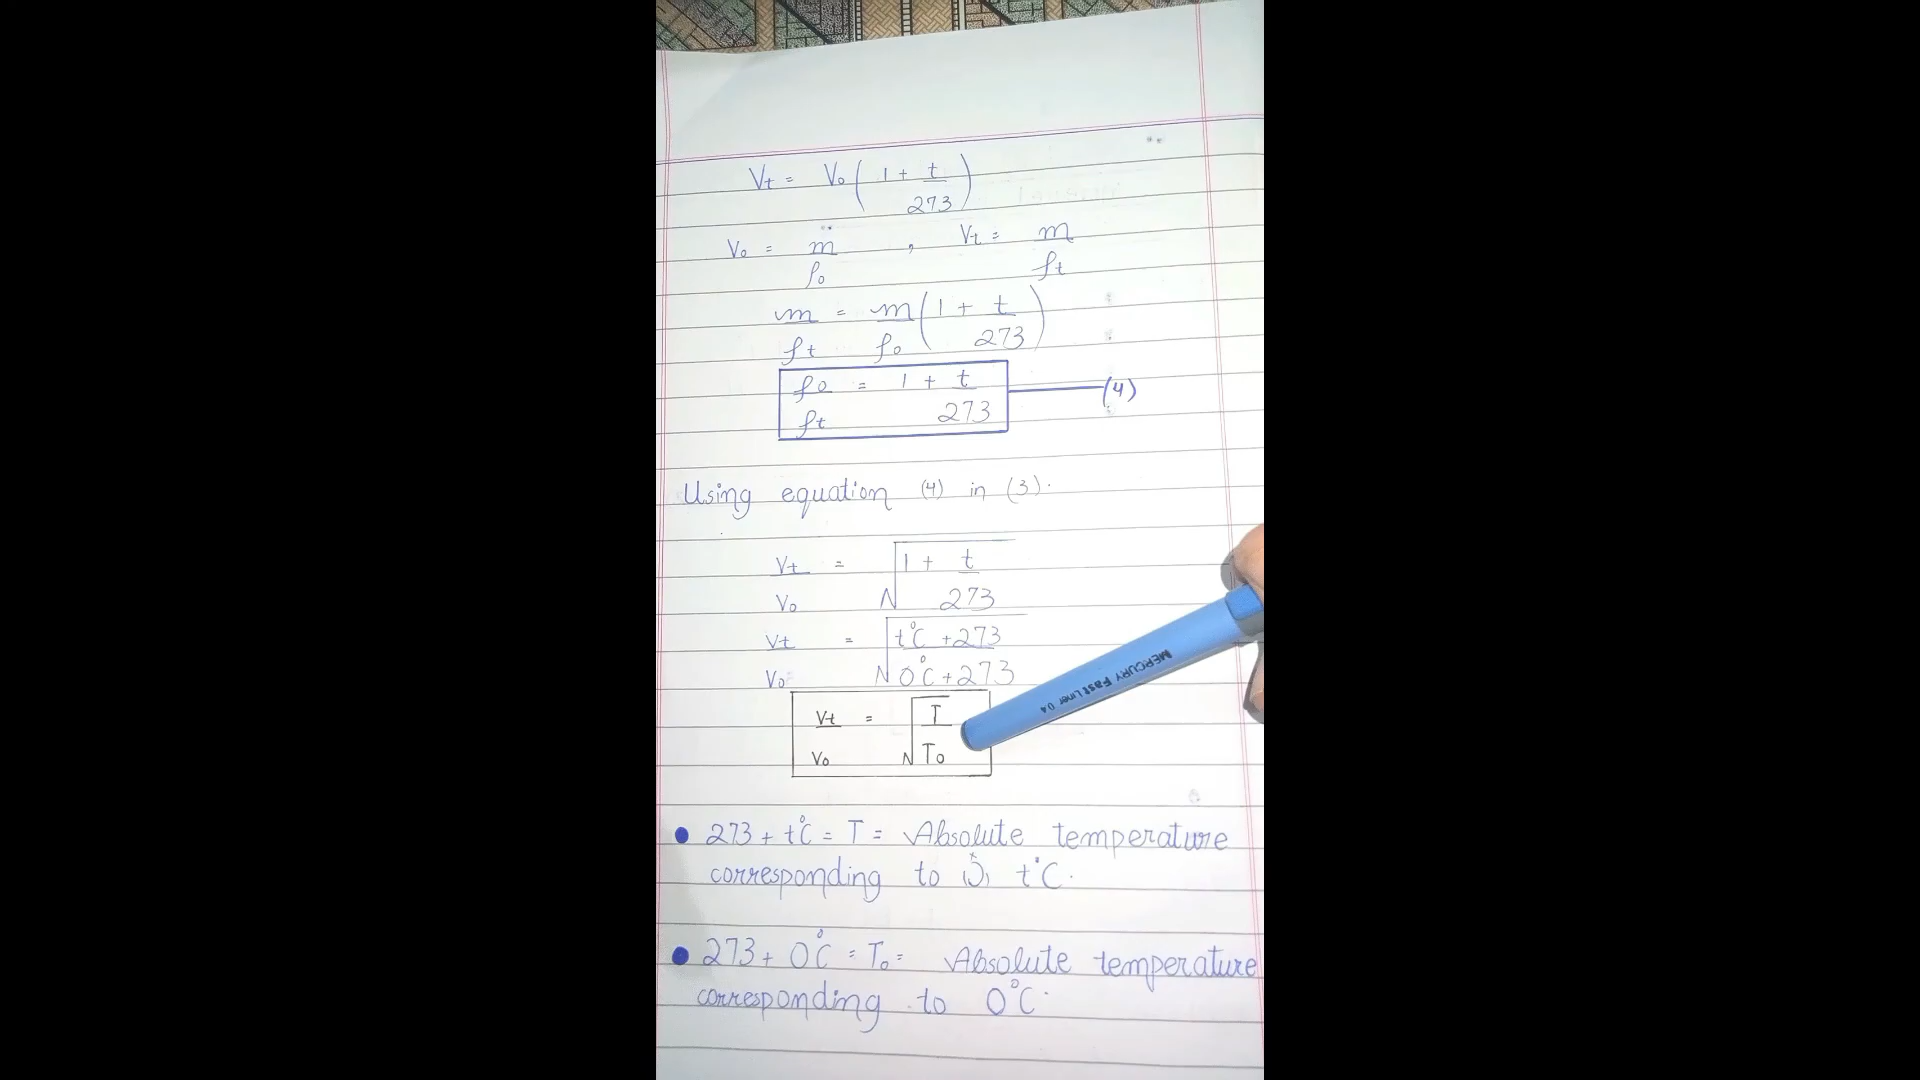 Vt = V₀ ( 1 + t / 273 )
V₀ = m / ρ₀ , Vt = m / ρt
m / ρt = m / ρ₀ ( 1 + t / 273 )
ρ₀ / ρt = 1 + t / 273 (4)
Using equation (4) in (3).
Vt / V₀ = √( 1 + t / 273 )
Vt / V₀ = √( t°C + 273 / 0°C + 273 )
Vt / V₀ = √( T / T₀ )
MERCURY Fast Liner 0.4
• 273 + t°C = T = Absolute temperature
corresponding to t°C.
• 273 + 0°C = T₀ = Absolute temperature
corresponding to 0°C.